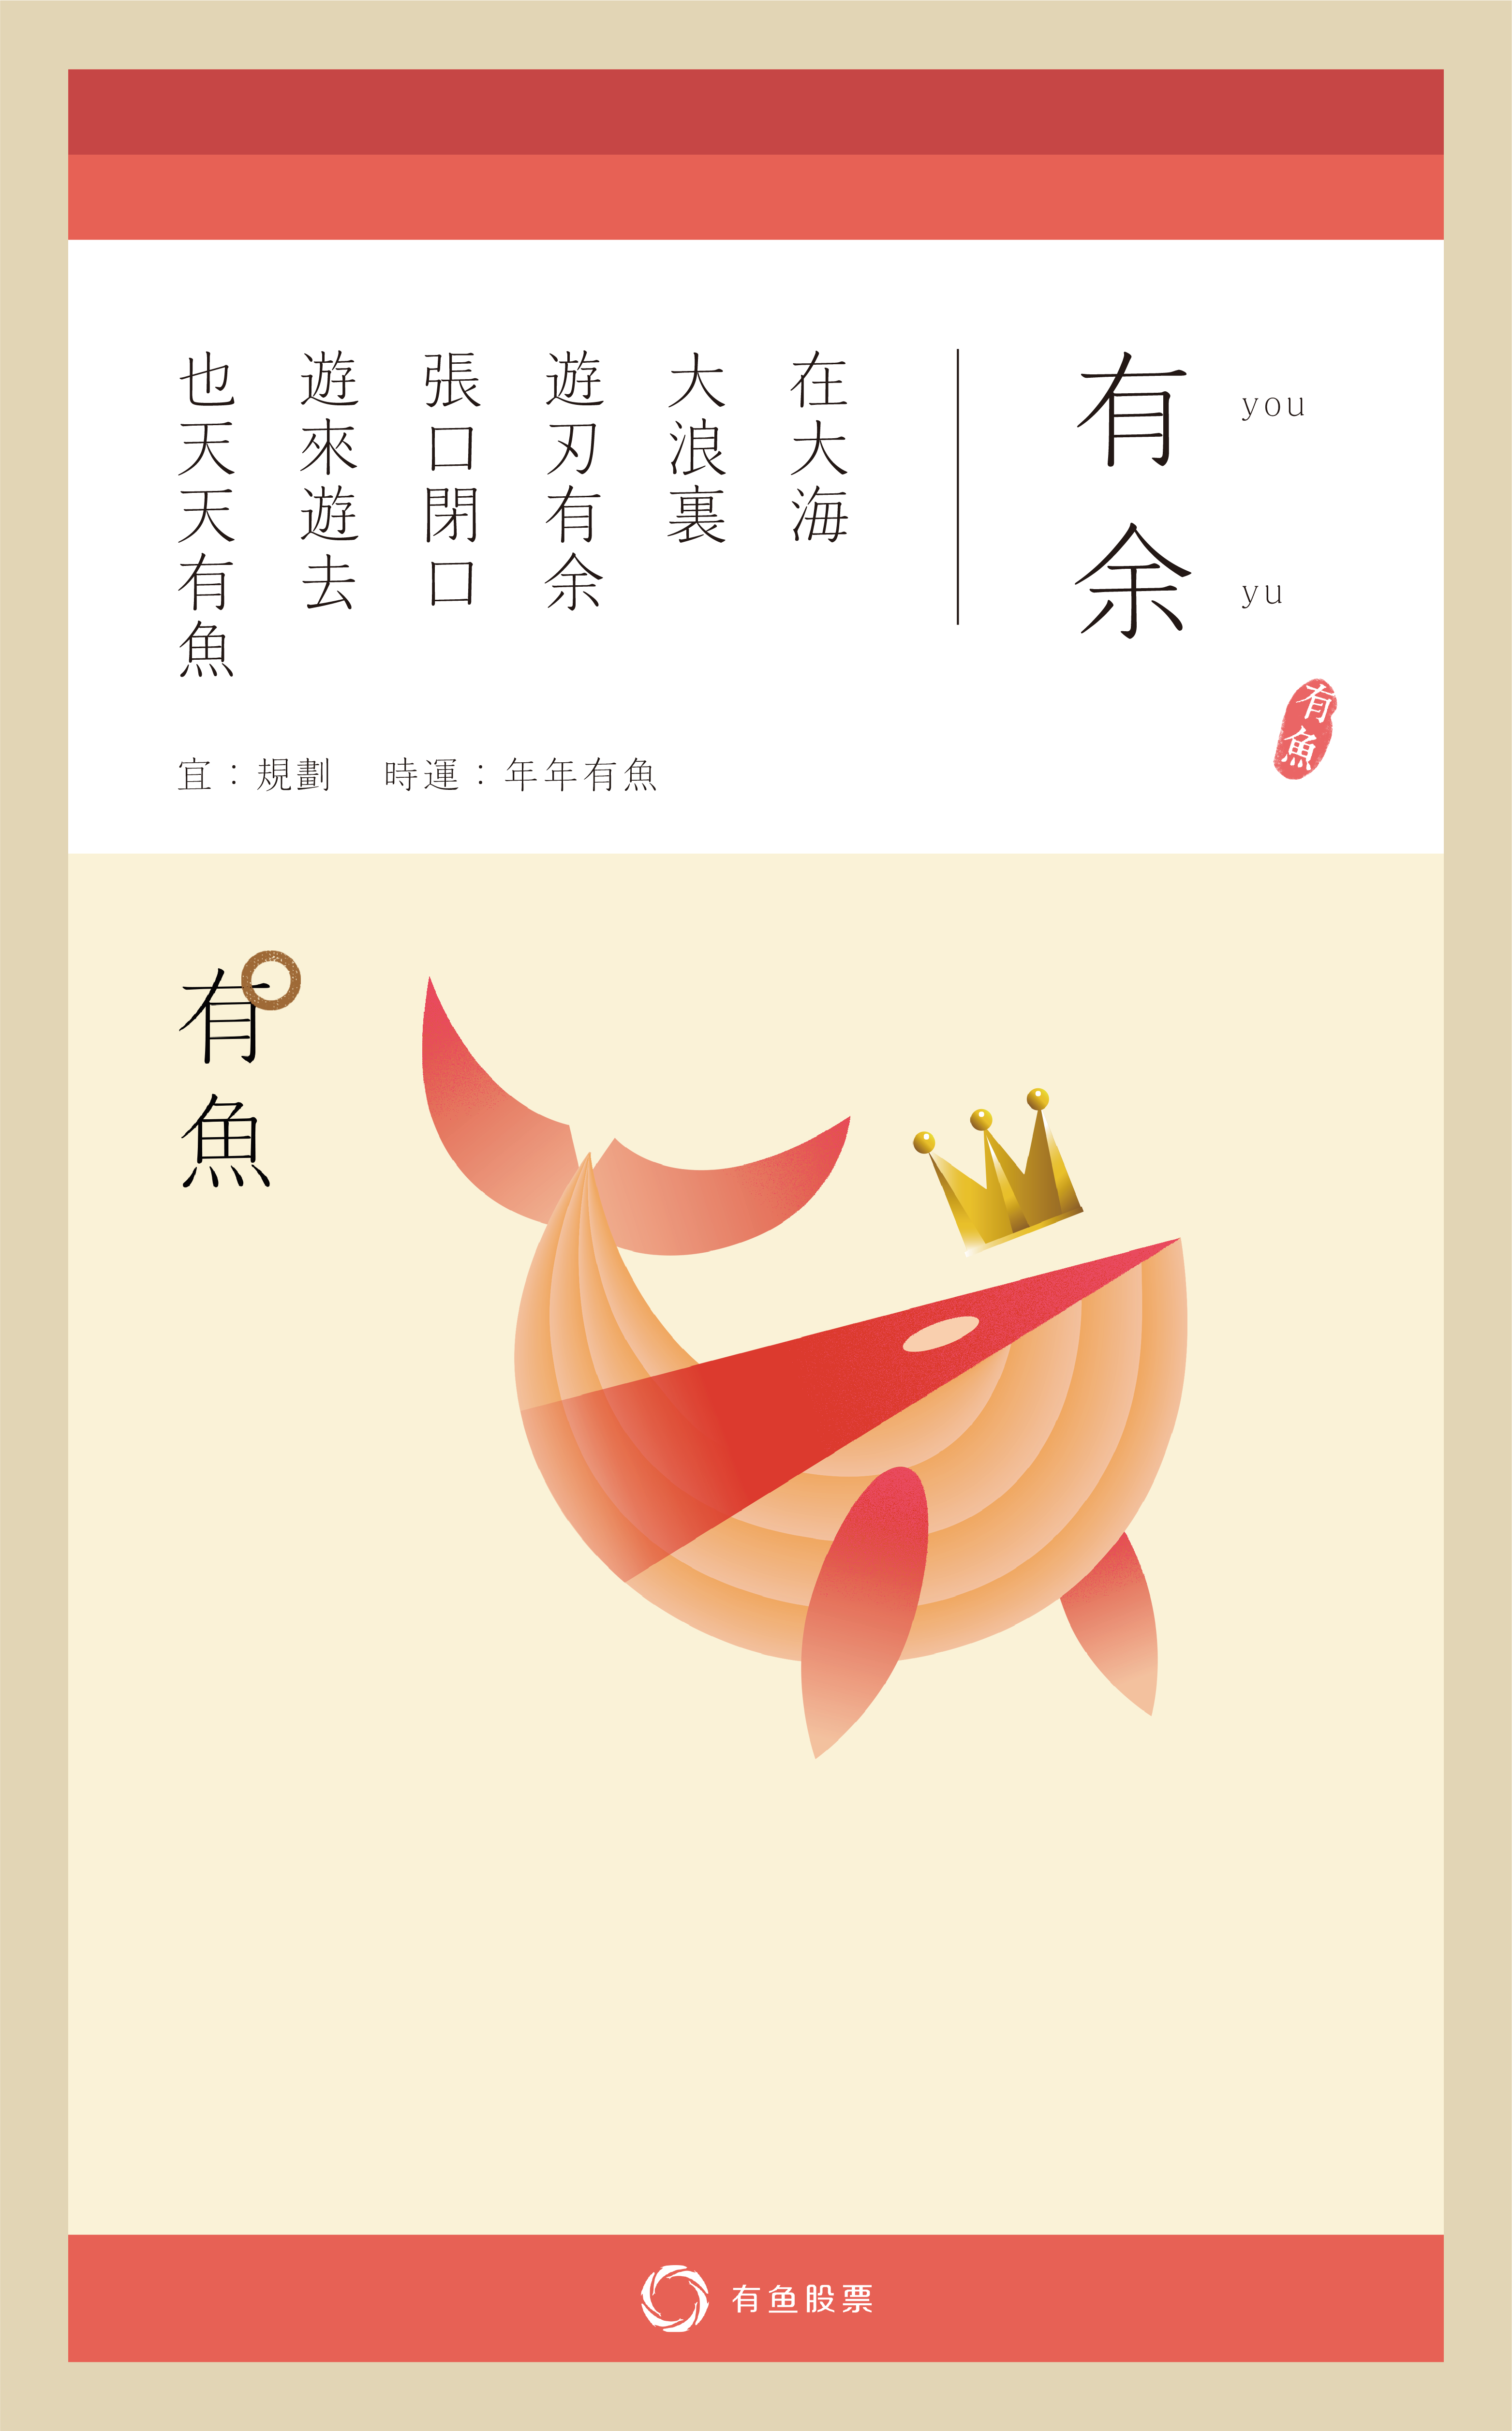 有余
you
yu
在大海
大浪裏
遊刃有余
張口閉口
遊來遊去
也天天有魚
有魚
宜：規劃 時運：年年有魚
有魚
有鱼股票